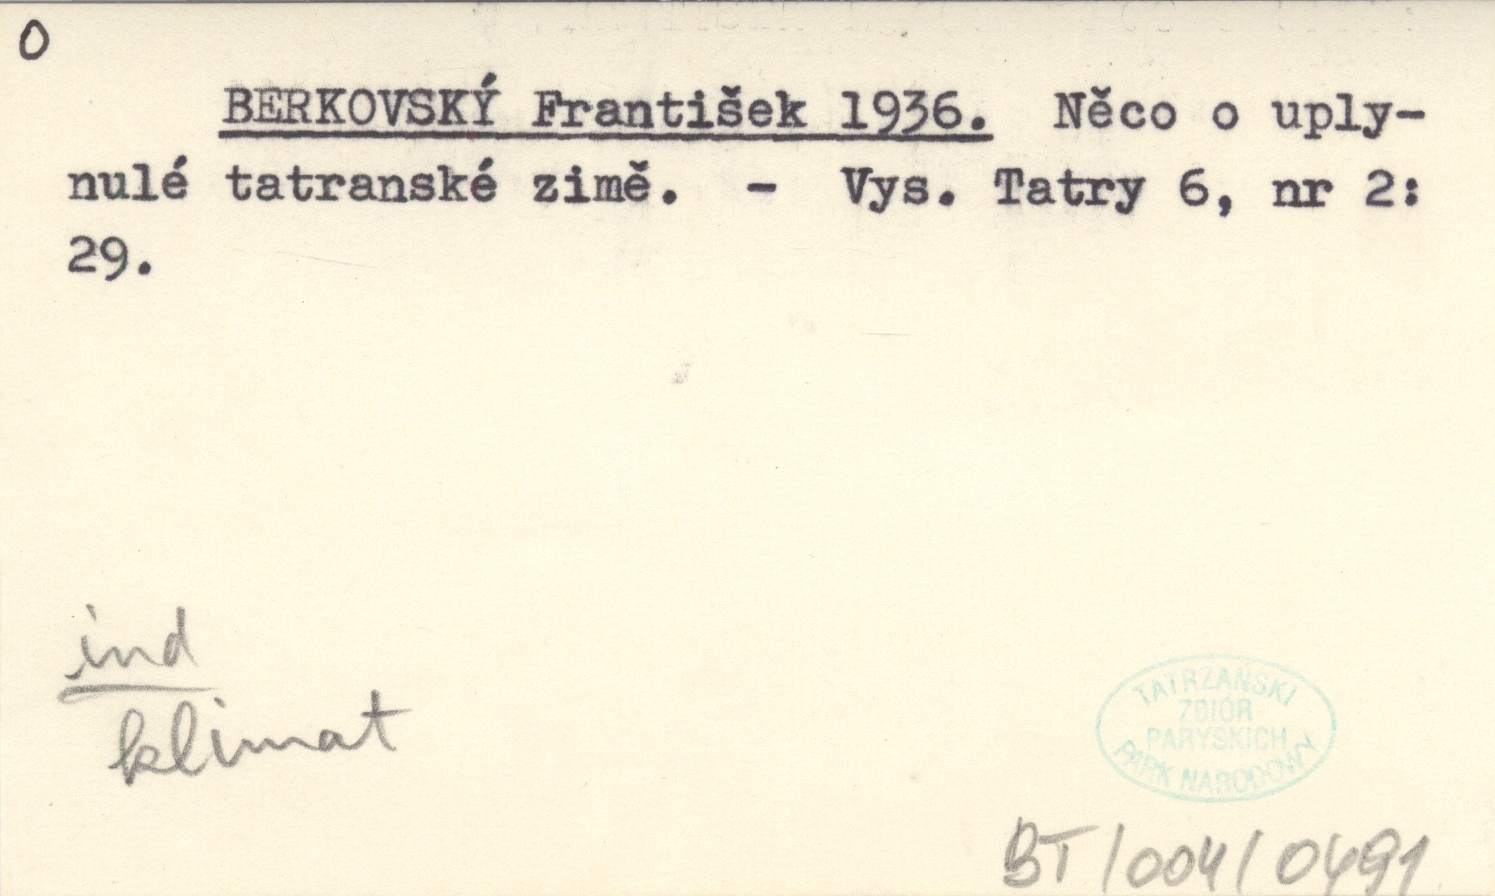 O
BERKOVSKÝ František 1936. Něco o uply-
nulé tatranské zimě. - Vys. Tatry 6, nr 2:
29.
ind
klimat
TATRZAŃSKI
ZBIÓR
PARYSKICH
PARK NARODOWY
BT/004/0491